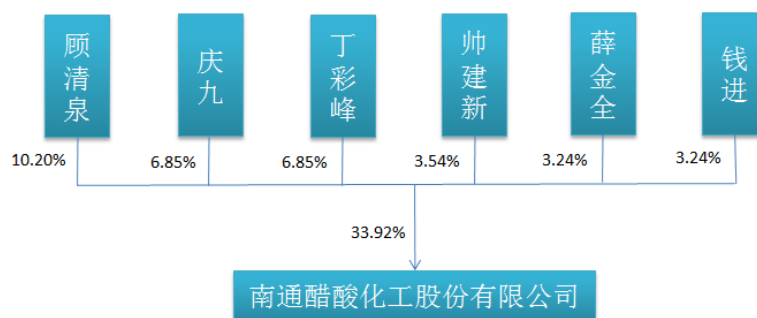 顾清泉
庆九
丁彩峰
帅建新
薛金全
钱进
10.20%
6.85%
6.85%
3.54%
3.24%
3.24%
33.92%
南通醋酸化工股份有限公司